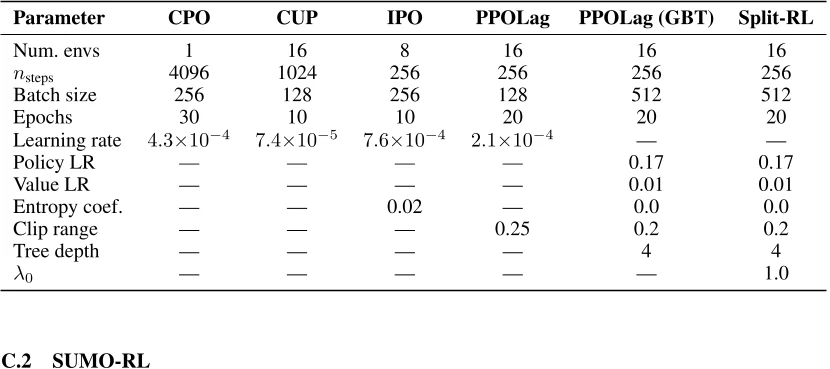 Parameter CPO CUP IPO PPOLag PPOLag (GBT) Split-RL
Num. envs 1 16 8 16 16 16
n_steps 4096 1024 256 256 256 256
Batch size 256 128 256 128 512 512
Epochs 30 10 10 20 20 20
Learning rate 4.3×10⁻⁴ 7.4×10⁻⁵ 7.6×10⁻⁴ 2.1×10⁻⁴ — —
Policy LR — — — — 0.17 0.17
Value LR — — — — 0.01 0.01
Entropy coef. — — 0.02 — 0.0 0.0
Clip range — — — 0.25 0.2 0.2
Tree depth — — — — 4 4
λ₀ — — — — — 1.0
C.2 SUMO-RL